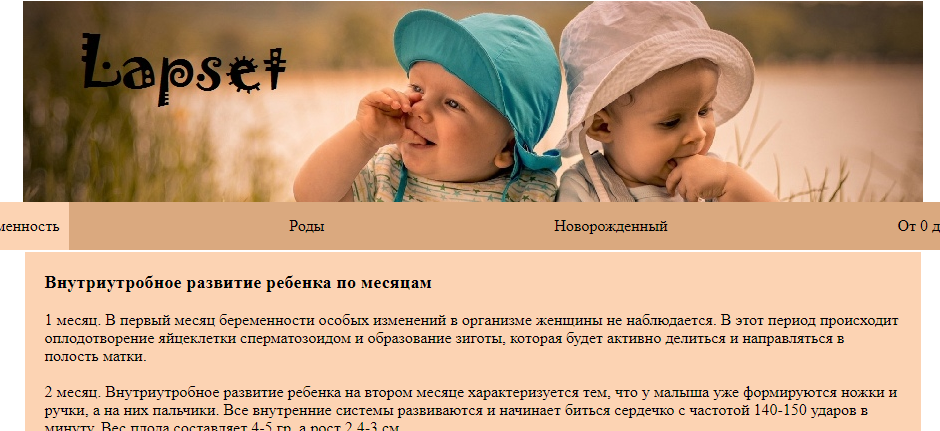 Lapset
Роды
Новорожденный
От 0
Внутриутробное развитие ребенка по месяцам
1 месяц. В первый месяц беременности особых изменений в организме женщины не наблюдается. В этот период происходит
оплодотворение яйцеклетки сперматозоидом и образование зиготы, которая будет активно делиться и направляться в
полость матки.
2 месяц. Внутриутробное развитие ребенка на втором месяце характеризуется тем, что у малыша уже формируются ножки и
ручки, а на них пальчики. Все внутренние системы развиваются и начинает биться сердечко с частотой 140-150 ударов в
минуту. Вес плода составляет 4-5 гр, а рост 2,4-3 см